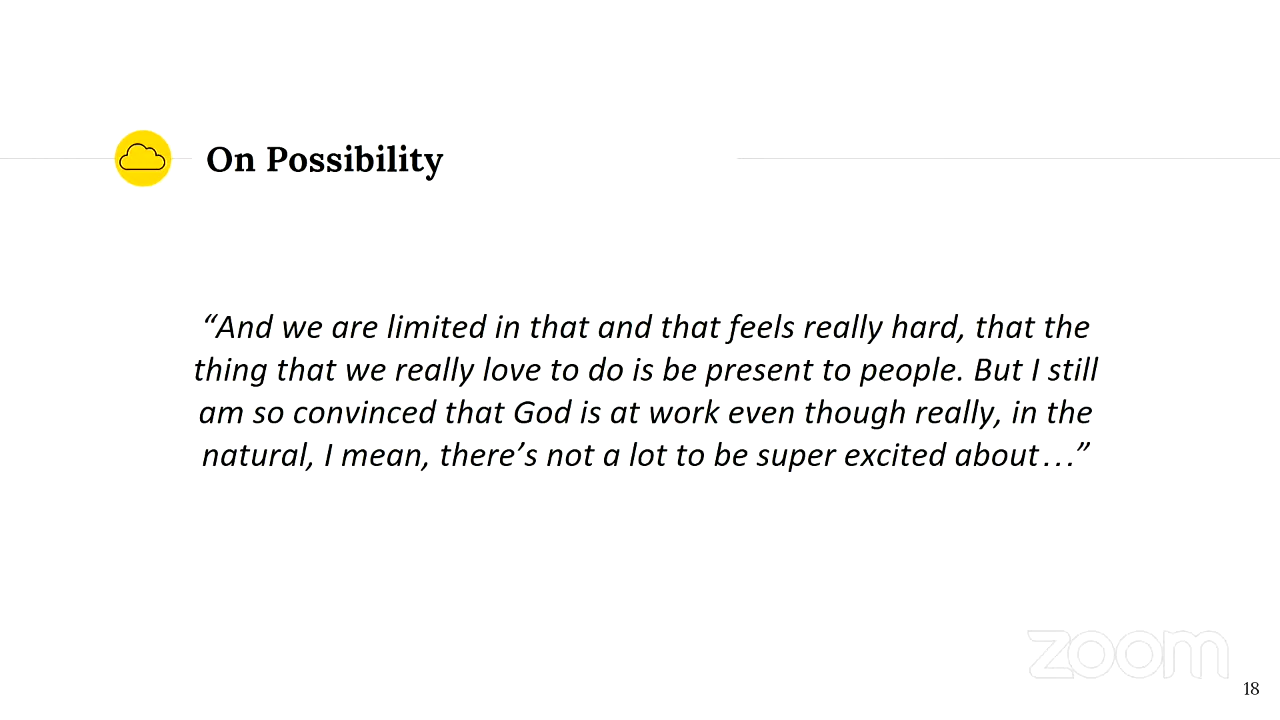 On Possibility
“And we are limited in that and that feels really hard, that the
thing that we really love to do is be present to people. But I still
am so convinced that God is at work even though really, in the
natural, I mean, there’s not a lot to be super excited about…”
zoom
18